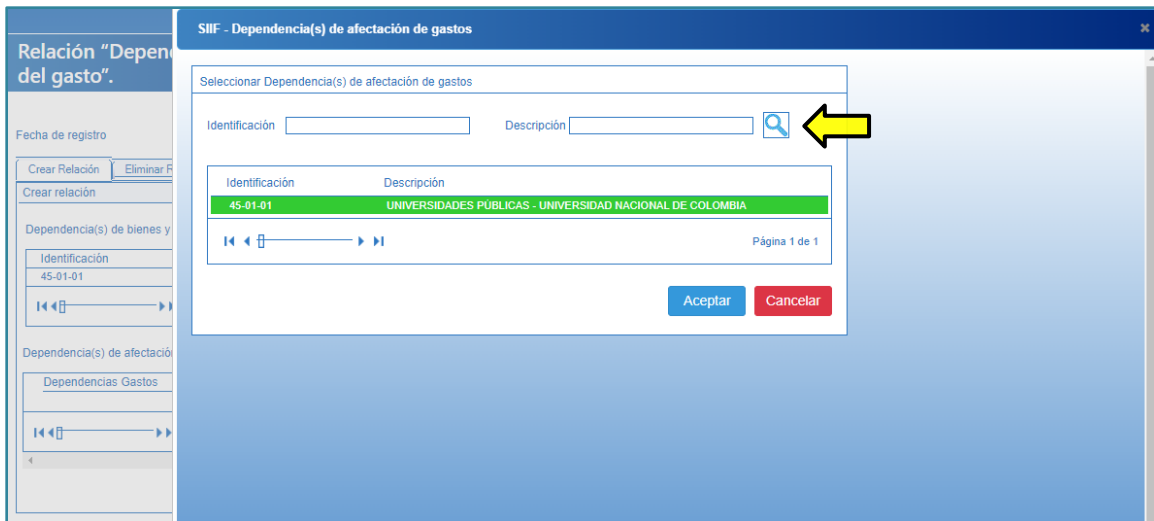 SIIF - Dependencia(s) de afectación de gastos
Relación “Depen
del gasto”.
Fecha de registro
Crear Relación
Eliminar R
Crear relación
Dependencia(s) de bienes y
Identificación
45-01-01
Dependencia(s) de afectació
Dependencias Gastos
Seleccionar Dependencia(s) de afectación de gastos
Identificación
Descripción
Identificación Descripción
45-01-01 UNIVERSIDADES PÚBLICAS - UNIVERSIDAD NACIONAL DE COLOMBIA
Página 1 de 1
Aceptar
Cancelar